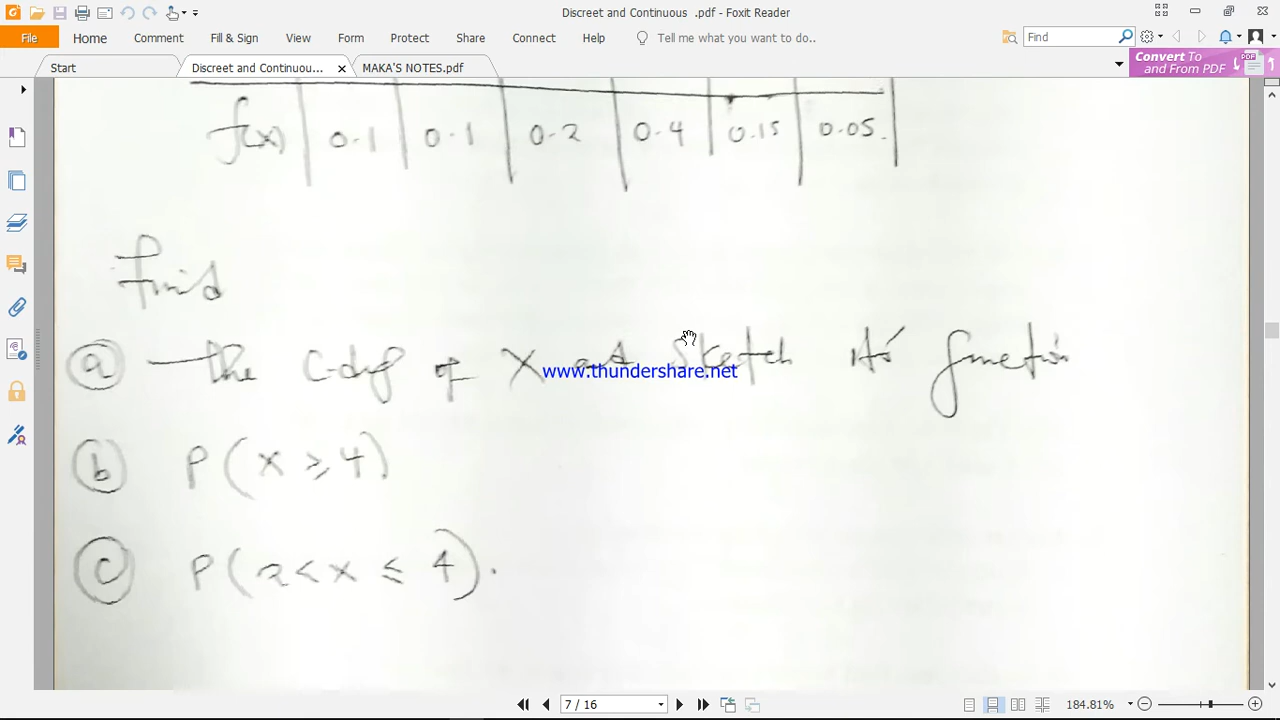 Discreet and Continuous .pdf - Foxit Reader
File Home Comment Fill & Sign View Form Protect Share Connect Help Tell me what you want to do.. Find
Start Discreet and Continuou... MAKA'S NOTES.pdf Convert To and From PDF
f(x) 0.1 0.1 0.2 0.4 0.15 0.05.
find
a the c.df of X and Sketch its function
www.thundershare.net
b P(x ≥ 4)
c P(2 < x ≤ 4).
7 / 16 184.81%